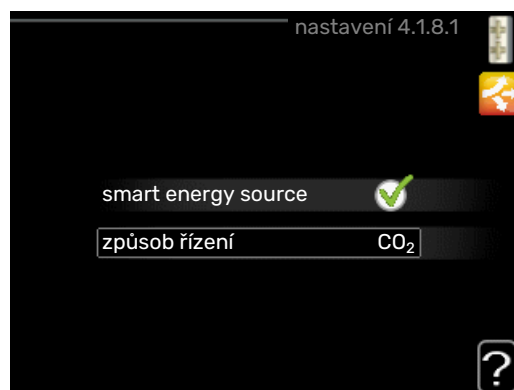 nastavení 4.1.8.1
smart energy source
způsob řízení CO₂
?